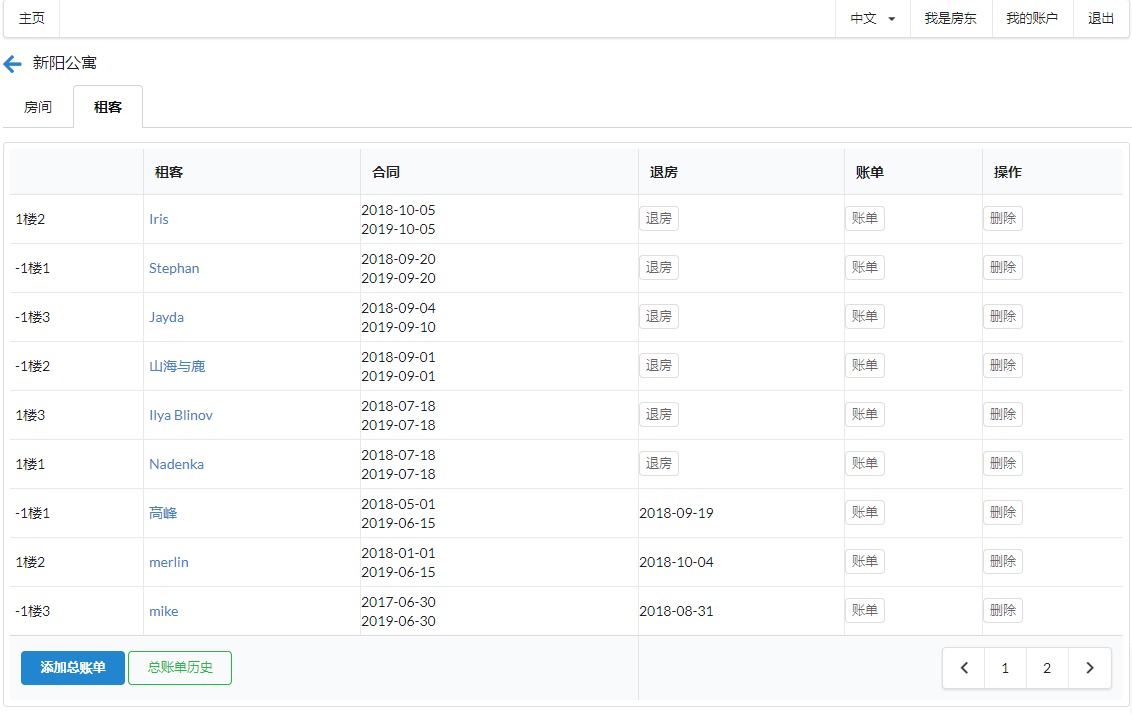 主页 中文 我是房东 我的账户 退出
新阳公寓
房间 租客
租客 合同 退房 账单 操作
1楼2 Iris 2018-10-05 退房 账单 删除
2019-10-05
-1楼1 Stephan 2018-09-20 退房 账单 删除
2019-09-20
-1楼3 Jayda 2018-09-04 退房 账单 删除
2019-09-10
-1楼2 山海与鹿 2018-09-01 退房 账单 删除
2019-09-01
1楼3 Ilya Blinov 2018-07-18 退房 账单 删除
2019-07-18
1楼1 Nadenka 2018-07-18 退房 账单 删除
2019-07-18
-1楼1 高峰 2018-05-01 2018-09-19 账单 删除
2019-06-15
1楼2 merlin 2018-01-01 2018-10-04 账单 删除
2019-06-15
-1楼3 mike 2017-06-30 2018-08-31 账单 删除
2019-06-30
添加总账单 总账单历史 1 2